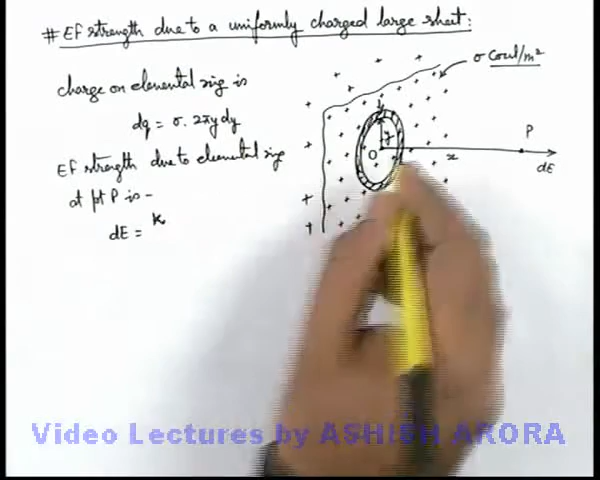 # EF strength due to a uniformly charged large sheet:
σ Coul/m²
charge on elemental ring is
dq = σ. 2πy dy
EF strength due to elemental ring
at pt P is –
dE = K
y
O
x
P
dE
Video Lectures by ASHISH ARORA